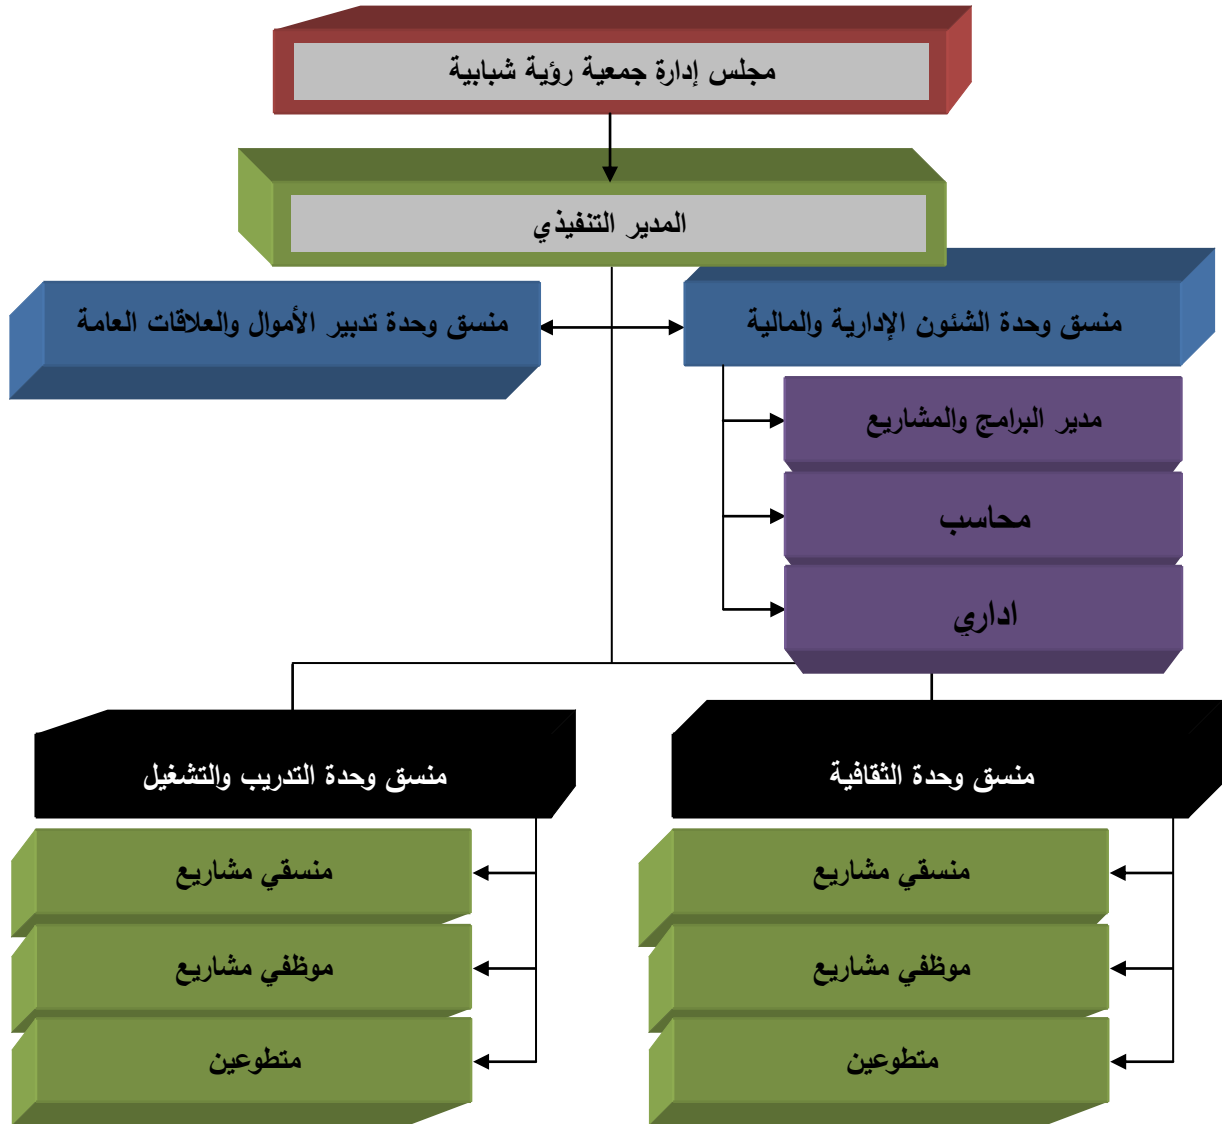 مجلس إدارة جمعية رؤية شبابية
المدير التنفيذي
منسق وحدة الشئون الإدارية والمالية
منسق وحدة تدبير الأموال والعلاقات العامة
مدير البرامج والمشاريع
محاسب
اداري
منسق وحدة الثقافية
منسقي مشاريع
موظفي مشاريع
متطوعين
منسق وحدة التدريب والتشغيل
منسقي مشاريع
موظفي مشاريع
متطوعين